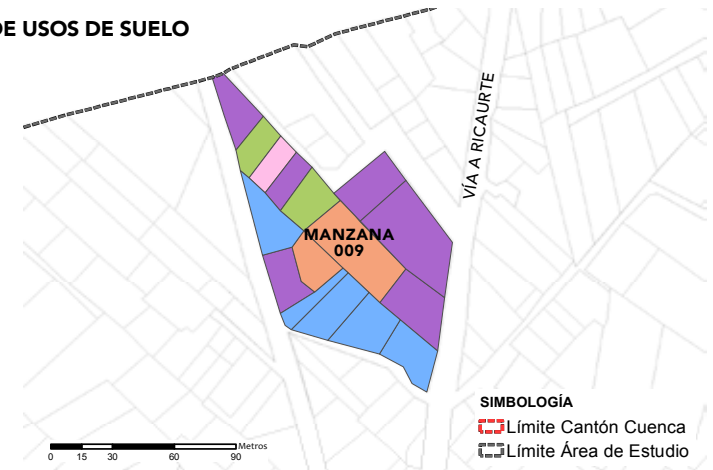 DE USOS DE SUELO
VÍA A RICAURTE
MANZANA
009
SIMBOLOGÍA
Límite Cantón Cuenca
Límite Área de Estudio
Metros
0 15 30 60 90